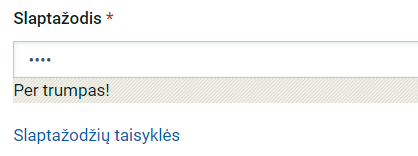 Slaptažodis *
••••
Per trumpas!
Slaptažodžių taisyklės